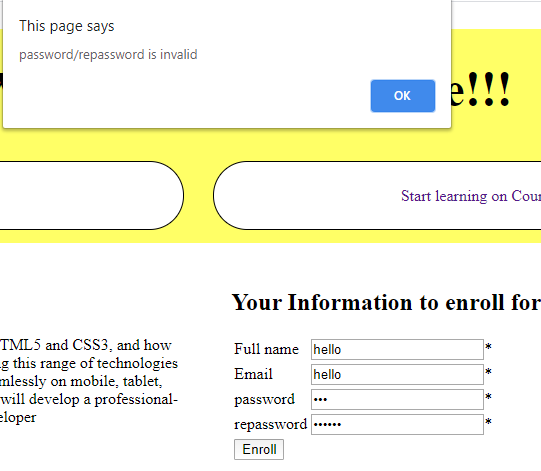 This page says
password/repassword is invalid
OK
e!!!
Start learning on Cour
Your Information to enroll for
TML5 and CSS3, and how
g this range of technologies
mlessly on mobile, tablet,
will develop a professional-
eloper
Full name hello *
Email hello *
password ••• *
repassword •••••• *
Enroll